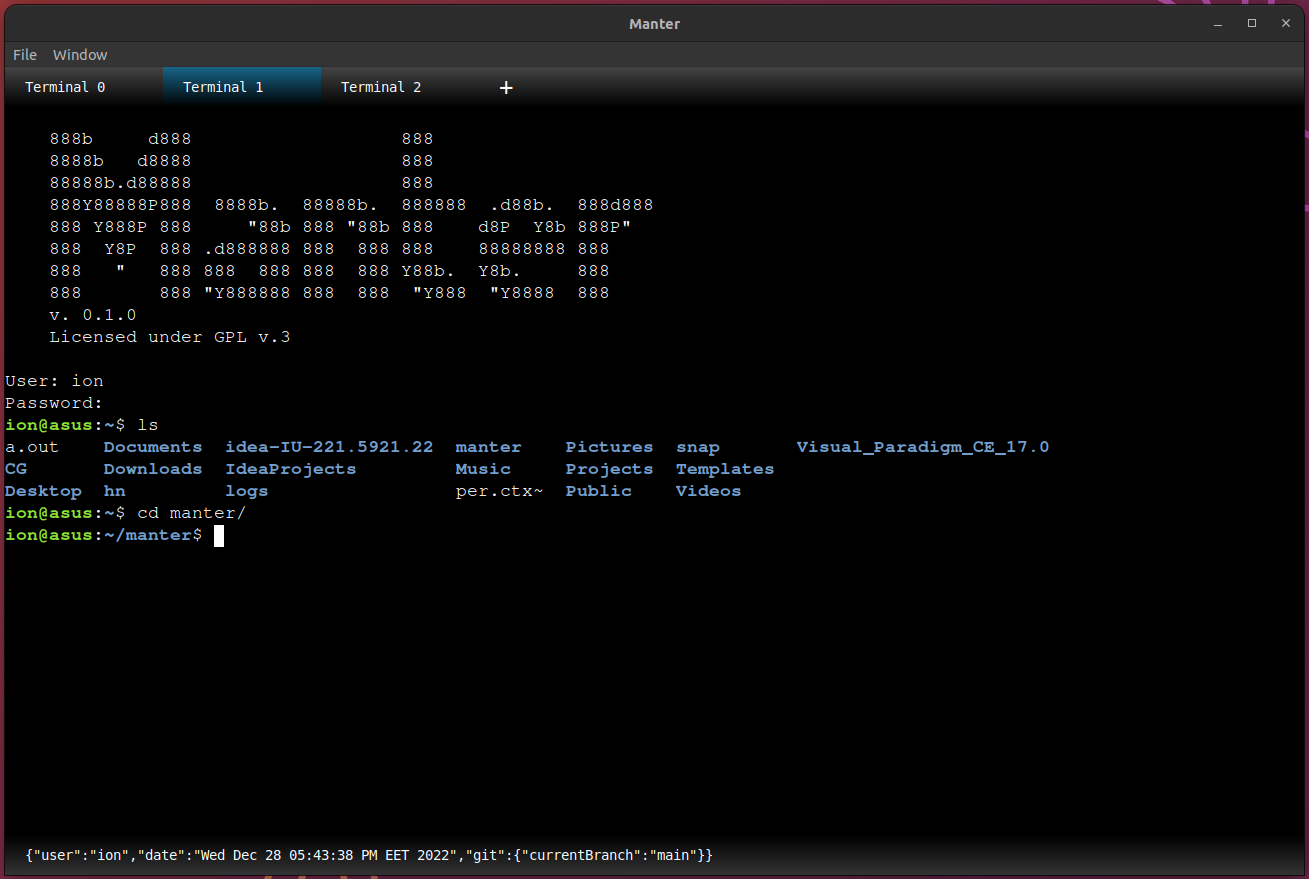 Manter
File Window
Terminal 0 Terminal 1 Terminal 2 +
    888b     d888                   888
    8888b   d8888                   888
    88888b.d88888                   888
    888Y88888P888  8888b.  88888b.  888888  .d88b.  888d888
    888 Y888P 888     "88b 888 "88b 888    d8P  Y8b 888P"
    888  Y8P  888 .d888888 888  888 888    88888888 888
    888   "   888 888  888 888  888 Y88b.  Y8b.     888
    888       888 "Y888888 888  888  "Y888  "Y8888  888
    v. 0.1.0
    Licensed under GPL v.3
User: ion
Password:
ion@asus:~$ ls
a.out    Documents  idea-IU-221.5921.22  manter    Pictures  snap       Visual_Paradigm_CE_17.0
CG       Downloads  IdeaProjects         Music     Projects  Templates
Desktop  hn         logs                 per.ctx~  Public    Videos
ion@asus:~$ cd manter/
ion@asus:~/manter$
{"user":"ion","date":"Wed Dec 28 05:43:38 PM EET 2022","git":{"currentBranch":"main"}}